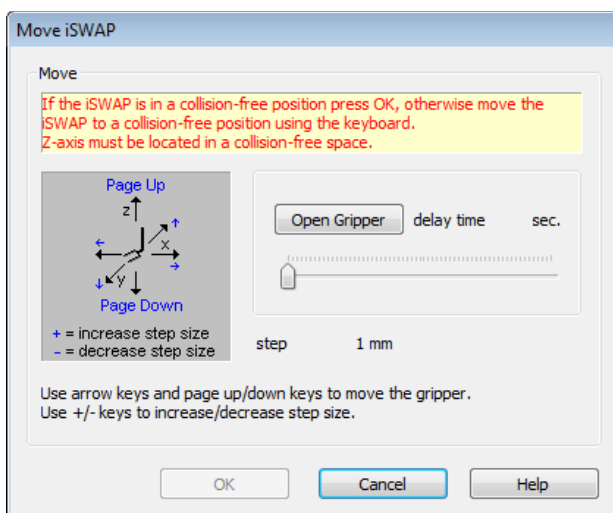 Move iSWAP
Move
If the iSWAP is in a collision-free position press OK, otherwise move the
iSWAP to a collision-free position using the keyboard.
Z-axis must be located in a collision-free space.
Page Up
z
x
y
Page Down
+ = increase step size
- = decrease step size
Open Gripper delay time sec.
step 1 mm
Use arrow keys and page up/down keys to move the gripper.
Use +/- keys to increase/decrease step size.
OK Cancel Help